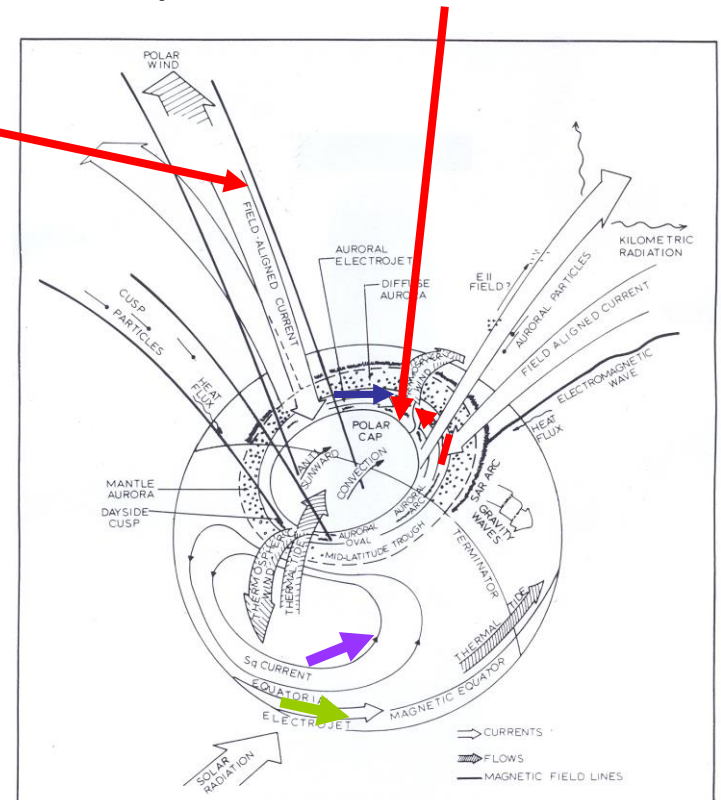 POLAR
WIND
FIELD-ALIGNED CURRENT
AURORAL
ELECTROJET
DIFFUSE
AURORA
E II
FIELD?
AURORAL PARTICLES
KILOMETRIC
RADIATION
FIELD ALIGNED CURRENT
ELECTROMAGNETIC
WAVE
HEAT
FLUX
CUSP
PARTICLES
HEAT
FLUX
WIND
POLAR
CAP
ANTI
SUNWARD
CONVECTION
MANTLE
AURORA
DAYSIDE
CUSP
AURORAL
ARC
SAR ARC
GRAVITY
WAVES
AURORAL
OVAL
MID-LATITUDE TROUGH
TERMINATOR
THERMOSPHERIC
WIND
THERMAL TIDE
THERMAL TIDE
Sq CURRENT
EQUATORIA
ELECTROJET
MAGNETIC EQUATOR
SOLAR
RADIATION
CURRENTS
FLOWS
MAGNETIC FIELD LINES